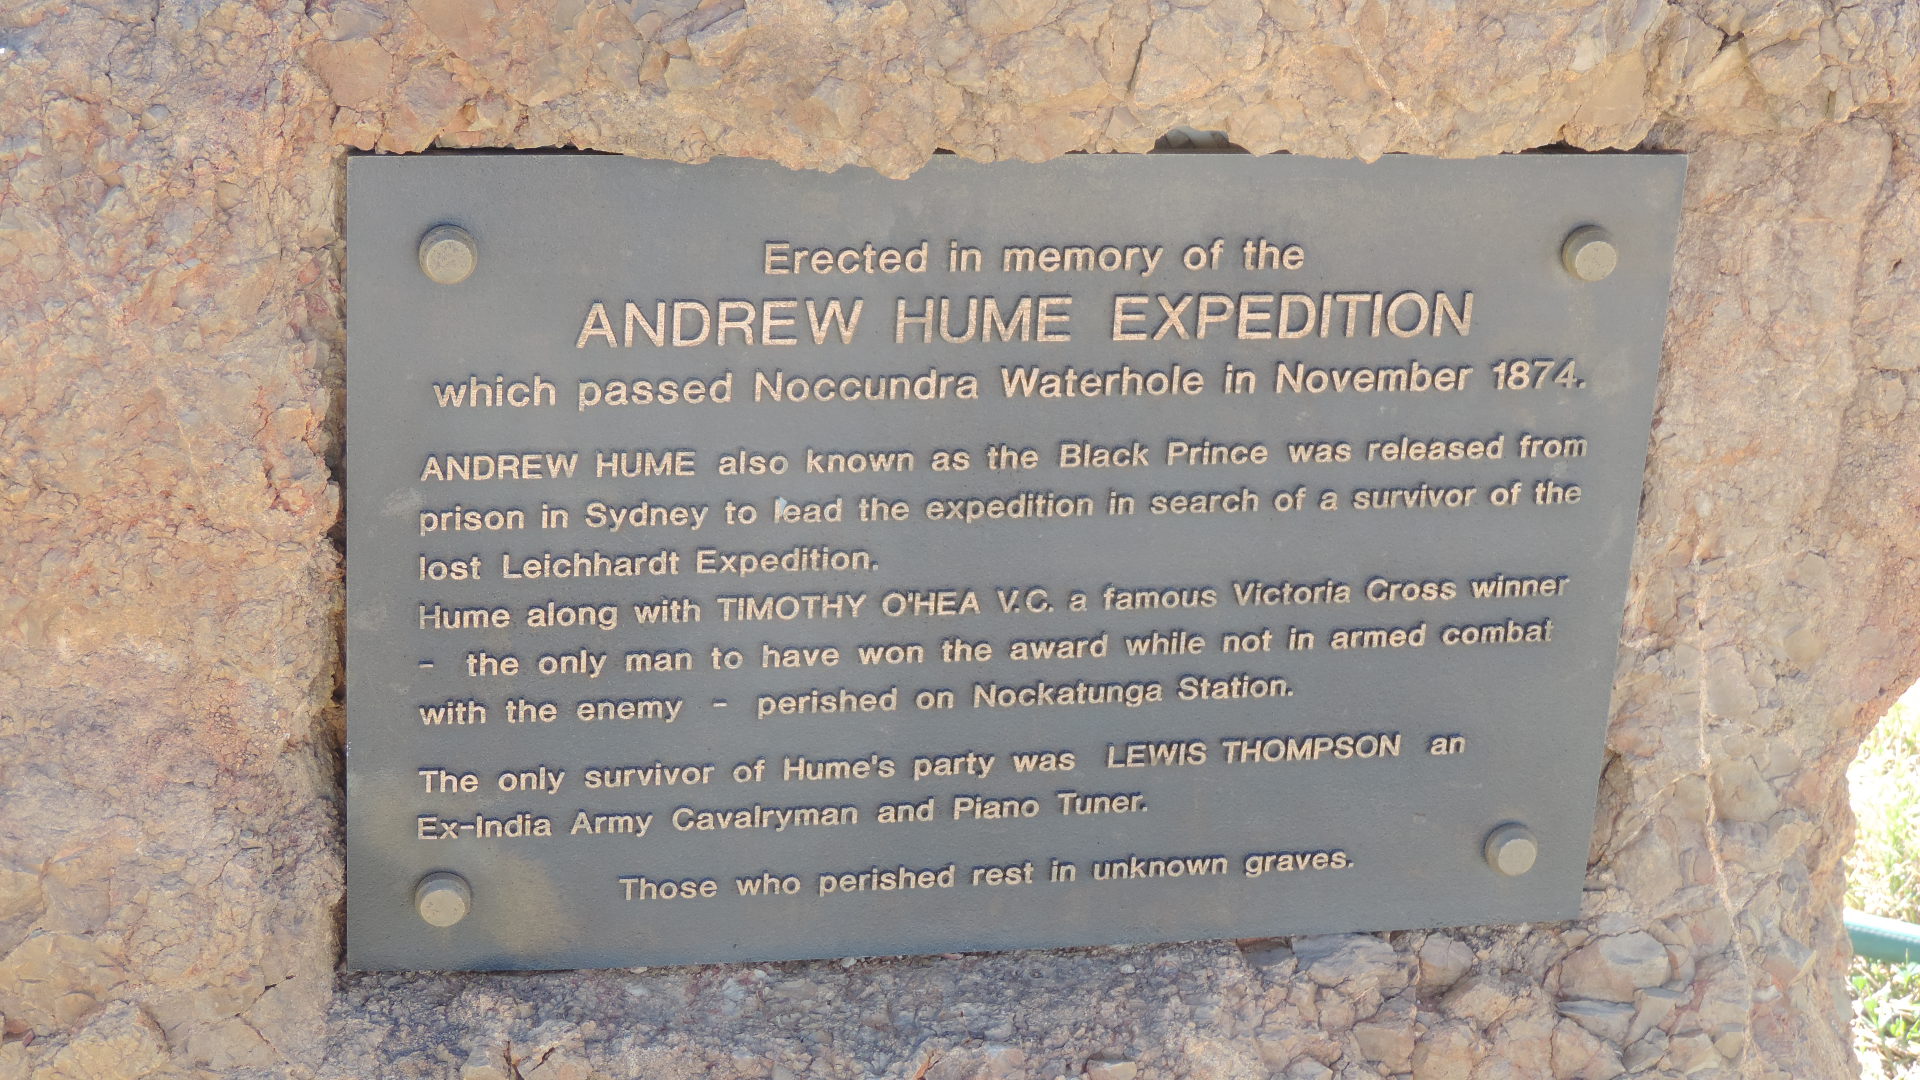 Erected in memory of the
ANDREW HUME EXPEDITION
which passed Noccundra Waterhole in November 1874.
ANDREW HUME also known as the Black Prince was released from
prison in Sydney to lead the expedition in search of a survivor of the
lost Leichhardt Expedition.
Hume along with TIMOTHY O'HEA V.C. a famous Victoria Cross winner
- the only man to have won the award while not in armed combat
with the enemy - perished on Nockatunga Station.
The only survivor of Hume's party was LEWIS THOMPSON an
Ex-India Army Cavalryman and Piano Tuner.
Those who perished rest in unknown graves.